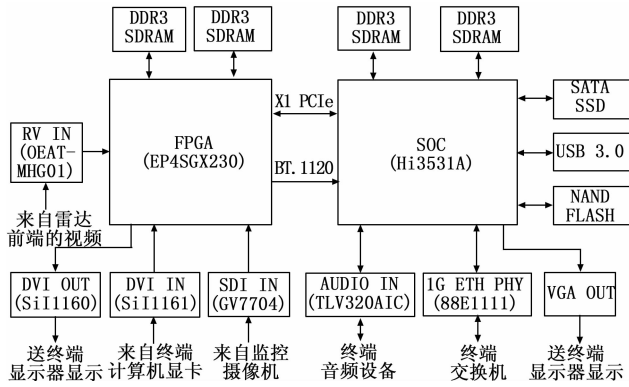 DDR3
SDRAM
DDR3
SDRAM
DDR3
SDRAM
DDR3
SDRAM
RV IN
(OEAT-
MHG01)
FPGA
(EP4SGX230)
X1 PCIe
BT.1120
SOC
(Hi3531A)
SATA
SSD
USB 3.0
NAND
FLASH
来自雷达
前端的视频
DVI OUT
(SiI1160)
DVI IN
(SiI1161)
SDI IN
(GV7704)
AUDIO IN
(TLV320AIC)
1G ETH PHY
(88E1111)
VGA OUT
送终端
显示器显示
来自终端
计算机显卡
来自监控
摄像机
终端
音频设备
终端
交换机
送终端
显示器显示